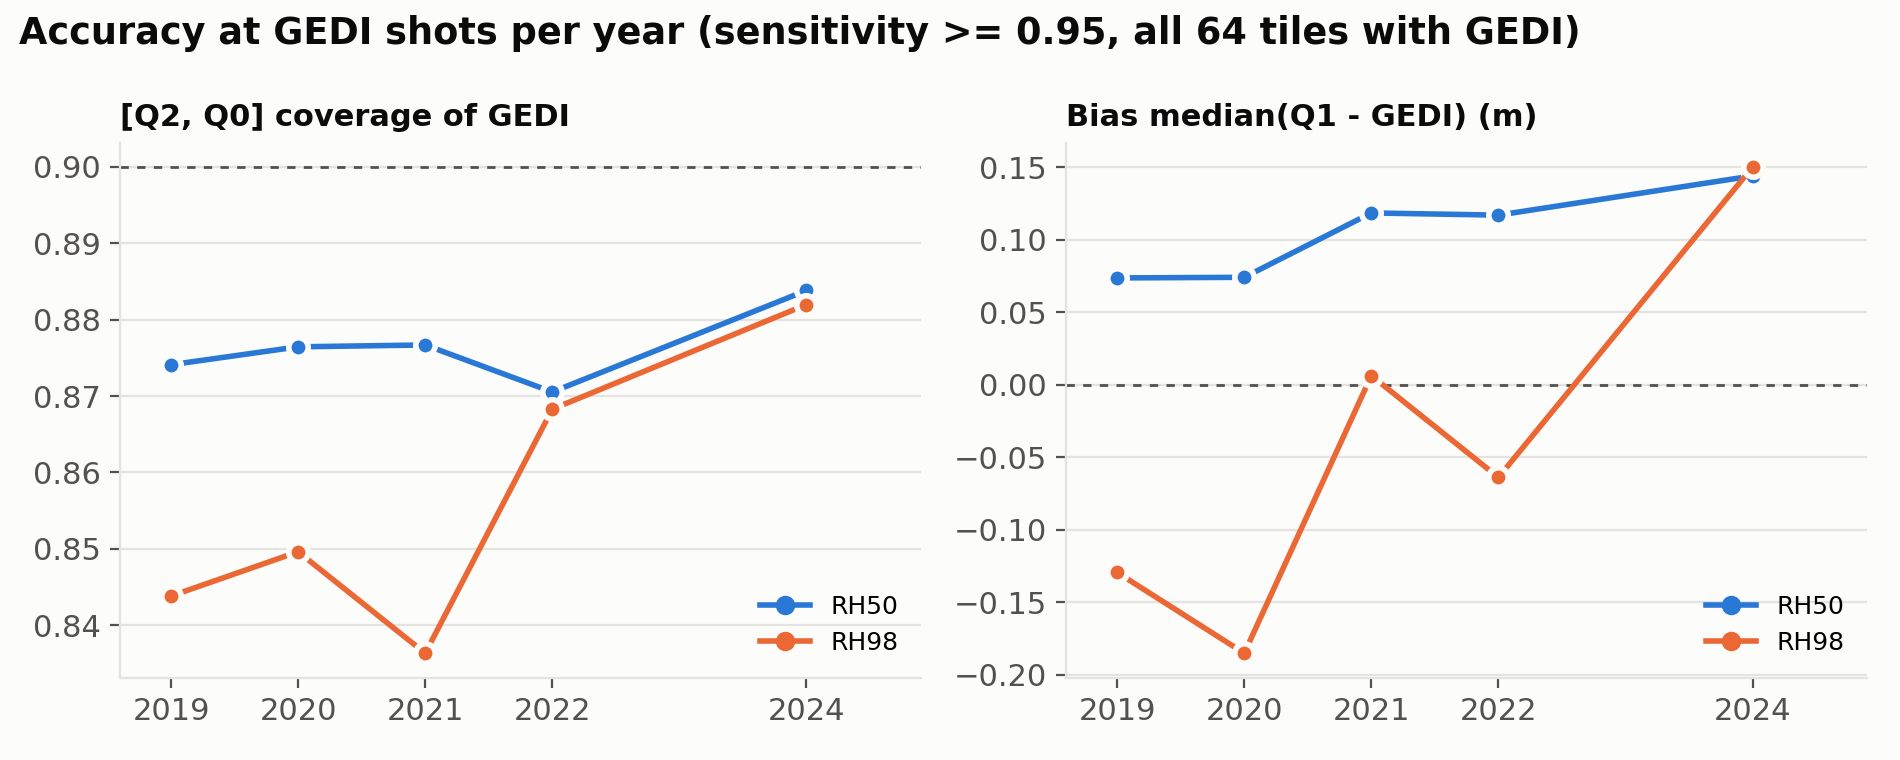 Accuracy at GEDI shots per year (sensitivity >= 0.95, all 64 tiles with GEDI)
[Q2, Q0] coverage of GEDI
0.90
0.89
0.88
0.87
0.86
0.85
0.84
2019 2020 2021 2022 2024
RH50
RH98
Bias median(Q1 - GEDI) (m)
0.15
0.10
0.05
0.00
−0.05
−0.10
−0.15
−0.20
2019 2020 2021 2022 2024
RH50
RH98